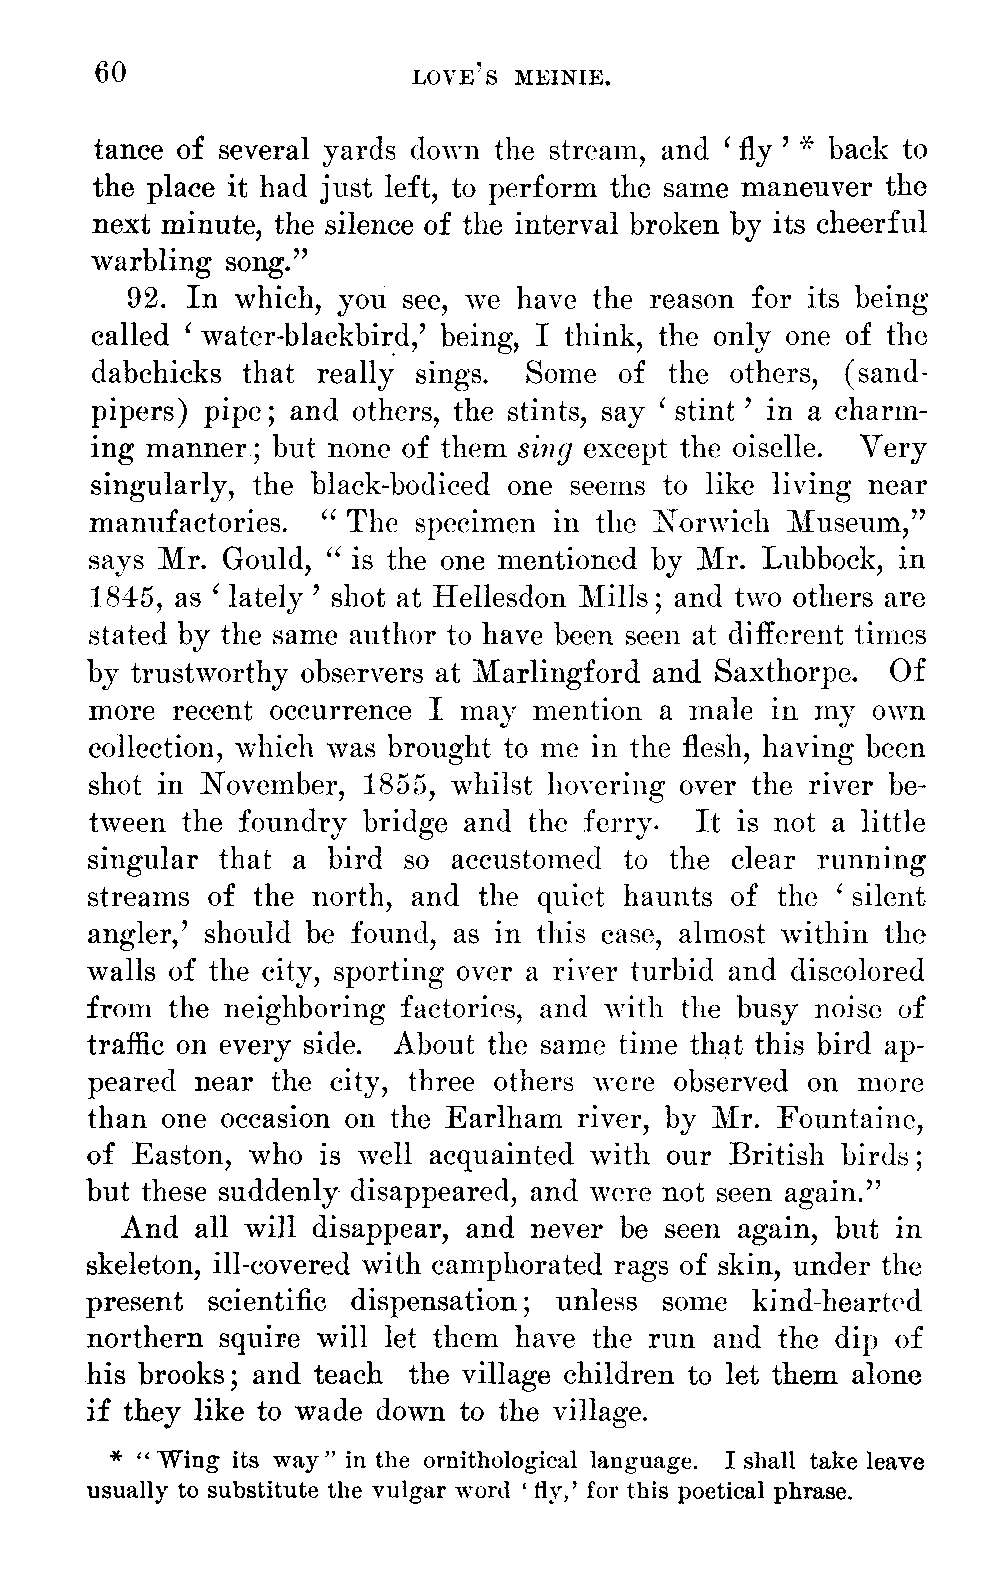 60 LOVE'S MEINIE.
tance of several yards down the stream, and ‘fly’ * back to
the place it had just left, to perform the same maneuver the
next minute, the silence of the interval broken by its cheerful
warbling song.”
92. In which, you see, we have the reason for its being
called ‘water-blackbird,’ being, I think, the only one of the
dabchicks that really sings. Some of the others, (sand-
pipers) pipe; and others, the stints, say ‘stint’ in a charm-
ing manner; but none of them sing except the oiselle. Very
singularly, the black-bodiced one seems to like living near
manufactories. “The specimen in the Norwich Museum,”
says Mr. Gould, “is the one mentioned by Mr. Lubbock, in
1845, as ‘lately’ shot at Hellesdon Mills; and two others are
stated by the same author to have been seen at different times
by trustworthy observers at Marlingford and Saxthorpe. Of
more recent occurrence I may mention a male in my own
collection, which was brought to me in the flesh, having been
shot in November, 1855, whilst hovering over the river be-
tween the foundry bridge and the ferry. It is not a little
singular that a bird so accustomed to the clear running
streams of the north, and the quiet haunts of the ‘silent
angler,’ should be found, as in this case, almost within the
walls of the city, sporting over a river turbid and discolored
from the neighboring factories, and with the busy noise of
traffic on every side. About the same time that this bird ap-
peared near the city, three others were observed on more
than one occasion on the Earlham river, by Mr. Fountaine,
of Easton, who is well acquainted with our British birds;
but these suddenly disappeared, and were not seen again.”
And all will disappear, and never be seen again, but in
skeleton, ill-covered with camphorated rags of skin, under the
present scientific dispensation; unless some kind-hearted
northern squire will let them have the run and the dip of
his brooks; and teach the village children to let them alone
if they like to wade down to the village.
* “Wing its way” in the ornithological language. I shall take leave
usually to substitute the vulgar word ‘fly,’ for this poetical phrase.